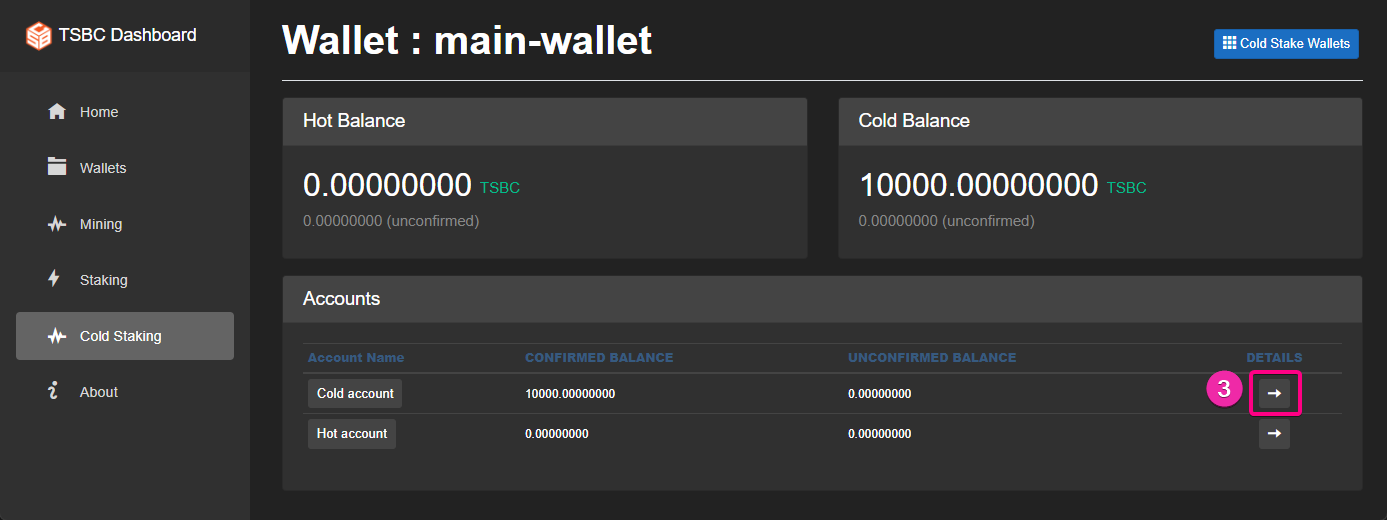 TSBC Dashboard
Home
Wallets
Mining
Staking
Cold Staking
About
Wallet : main-wallet
Cold Stake Wallets
Hot Balance
0.00000000 TSBC
0.00000000 (unconfirmed)
Cold Balance
10000.00000000 TSBC
0.00000000 (unconfirmed)
Accounts
Account Name CONFIRMED BALANCE UNCONFIRMED BALANCE DETAILS
Cold account 10000.00000000 0.00000000 3
Hot account 0.00000000 0.00000000